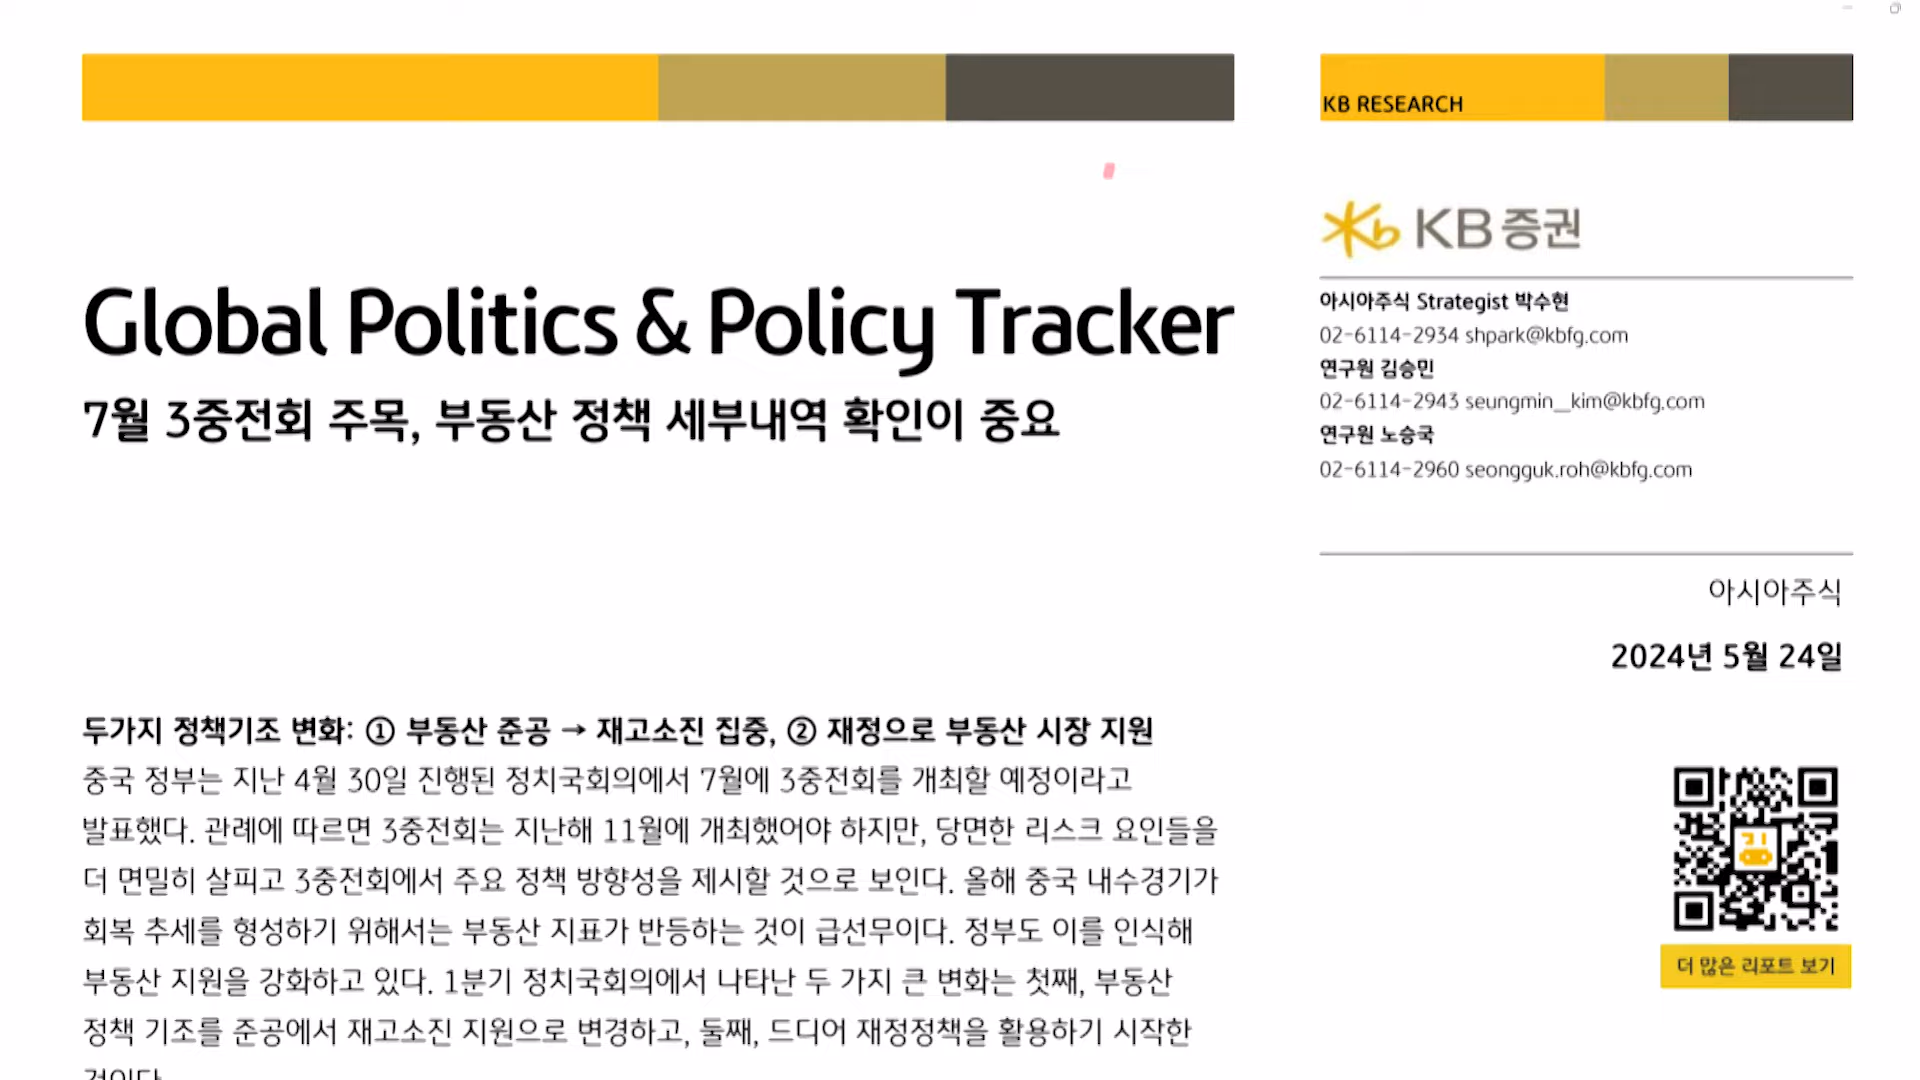 KB RESEARCH
KB증권
Global Politics & Policy Tracker
7월 3중전회 주목, 부동산 정책 세부내역 확인이 중요
아시아주식 Strategist 박수현
02-6114-2934 shpark@kbfg.com
연구원 김승민
02-6114-2943 seungmin_kim@kbfg.com
연구원 노승국
02-6114-2960 seongguk.roh@kbfg.com
아시아주식
2024년 5월 24일
두가지 정책기조 변화: ① 부동산 준공 → 재고소진 집중, ② 재정으로 부동산 시장 지원
중국 정부는 지난 4월 30일 진행된 정치국회의에서 7월에 3중전회를 개최할 예정이라고
발표했다. 관례에 따르면 3중전회는 지난해 11월에 개최했어야 하지만, 당면한 리스크 요인들을
더 면밀히 살피고 3중전회에서 주요 정책 방향성을 제시할 것으로 보인다. 올해 중국 내수경기가
회복 추세를 형성하기 위해서는 부동산 지표가 반등하는 것이 급선무이다. 정부도 이를 인식해
부동산 지원을 강화하고 있다. 1분기 정치국회의에서 나타난 두 가지 큰 변화는 첫째, 부동산
정책 기조를 준공에서 재고소진 지원으로 변경하고, 둘째, 드디어 재정정책을 활용하기 시작한
더 많은 리포트 보기